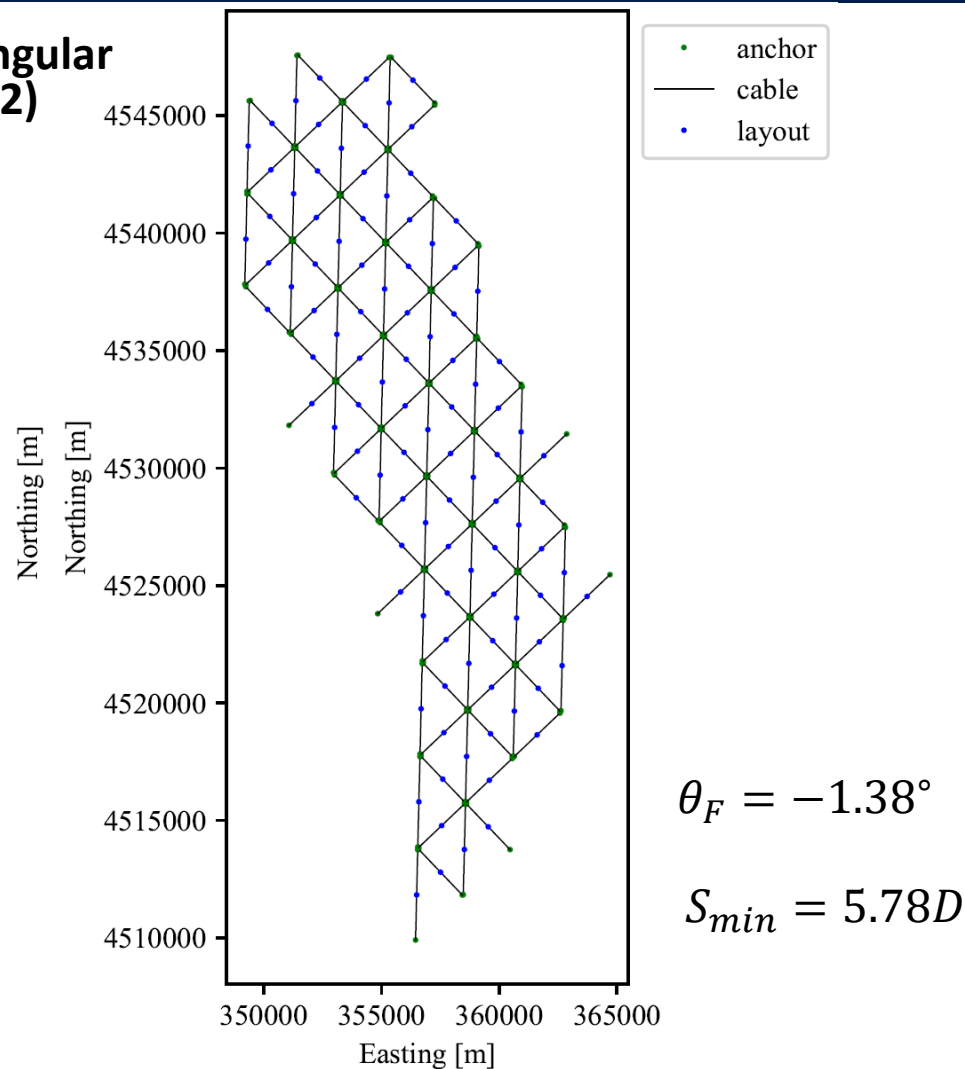 ngular
2)
anchor
cable
layout
4545000
4540000
4535000
4530000
4525000
4520000
4515000
4510000
Northing [m]
Northing [m]
350000 355000 360000 365000
Easting [m]
θ_F = −1.38°
S_min = 5.78D